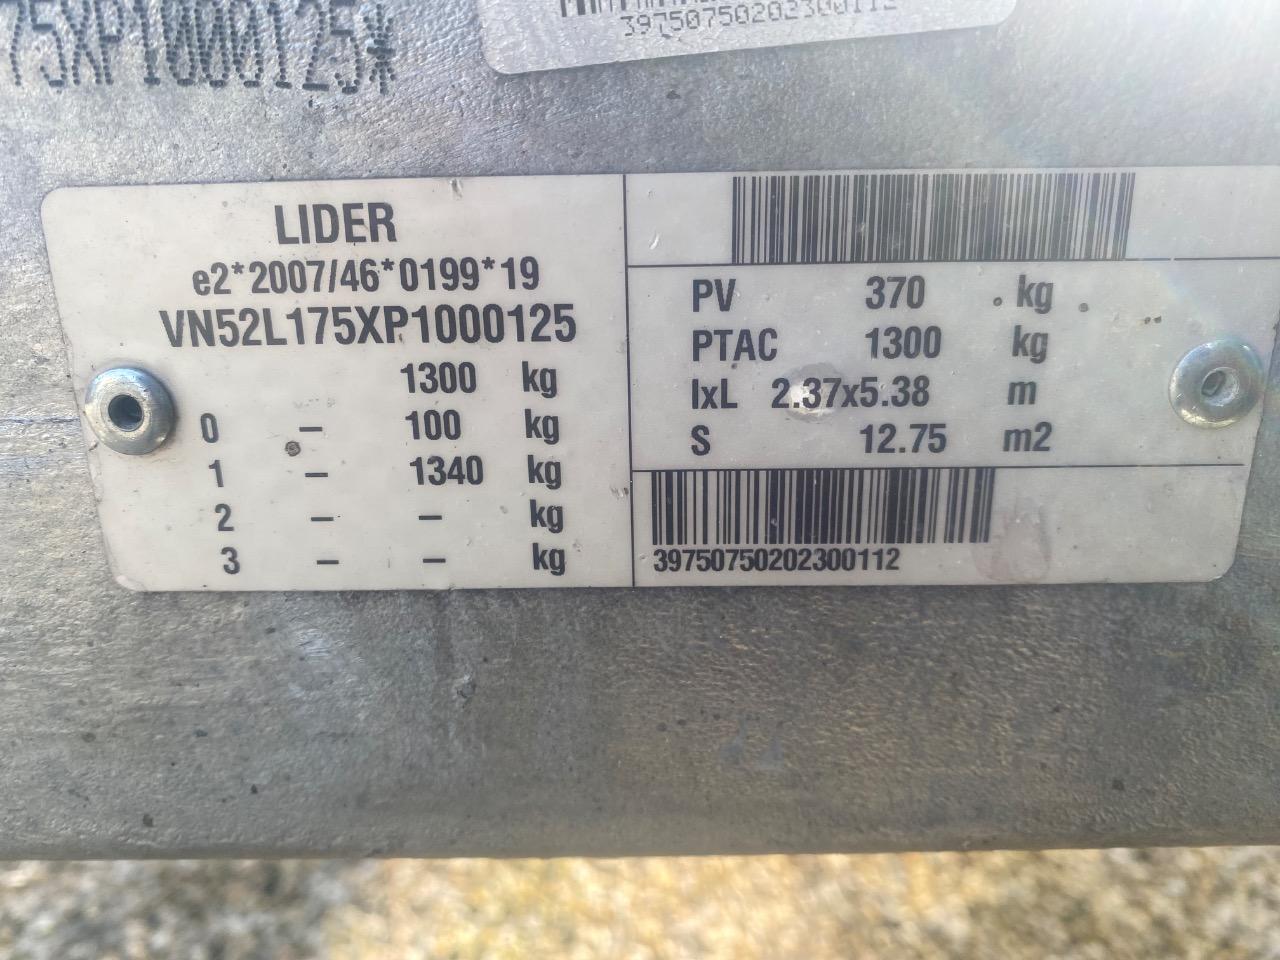 75XP1000125*
39750750202300112
LIDER
e2*2007/46*0199*19
VN52L175XP1000125
1300 kg
0 – 100 kg
1 – 1340 kg
2 – – kg
3 – – kg
PV 370 kg
PTAC 1300 kg
lxL 2.37x5.38 m
S 12.75 m2
39750750202300112